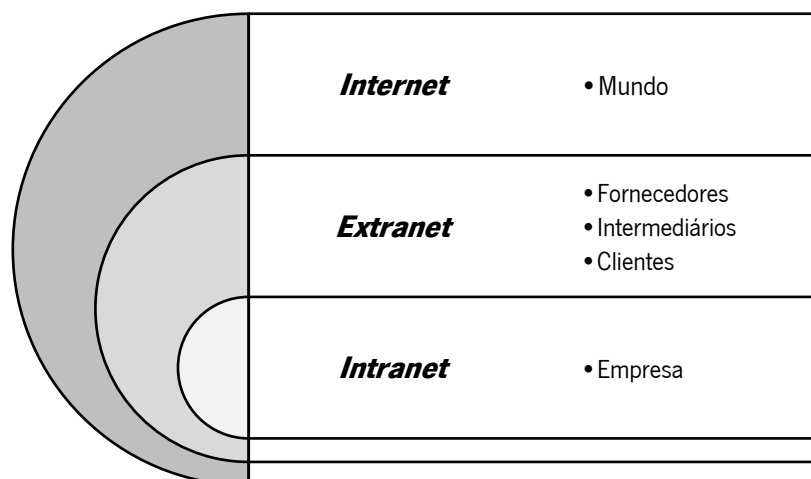 Internet
• Mundo
Extranet
• Fornecedores
• Intermediários
• Clientes
Intranet
• Empresa